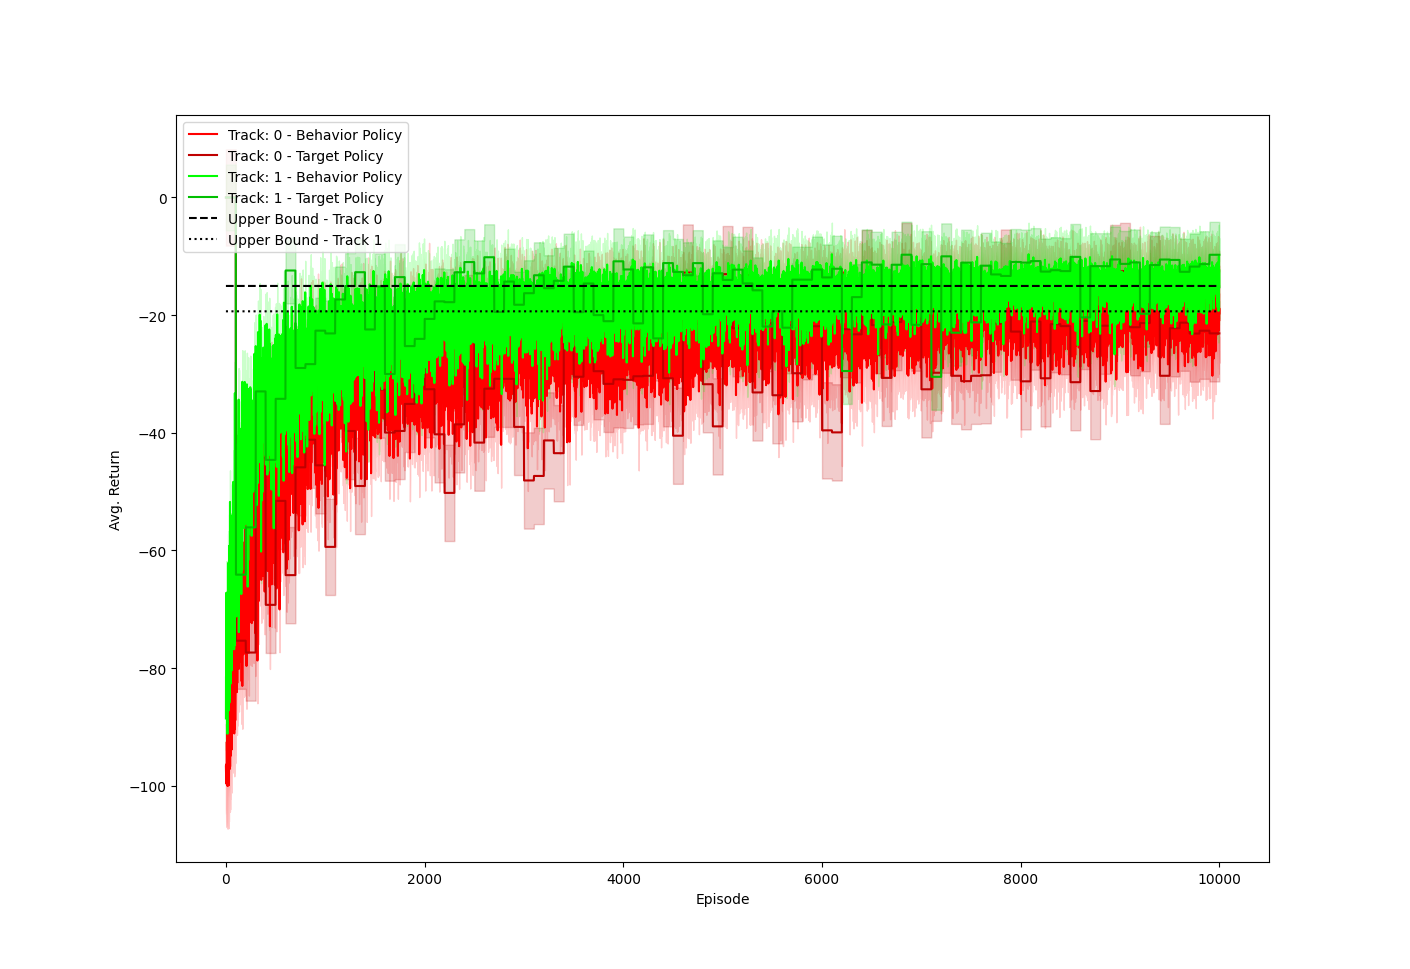 Track: 0 - Behavior Policy
Track: 0 - Target Policy
Track: 1 - Behavior Policy
Track: 1 - Target Policy
Upper Bound - Track 0
Upper Bound - Track 1
0
−20
−40
−60
−80
−100
Avg. Return
0 2000 4000 6000 8000 10000
Episode